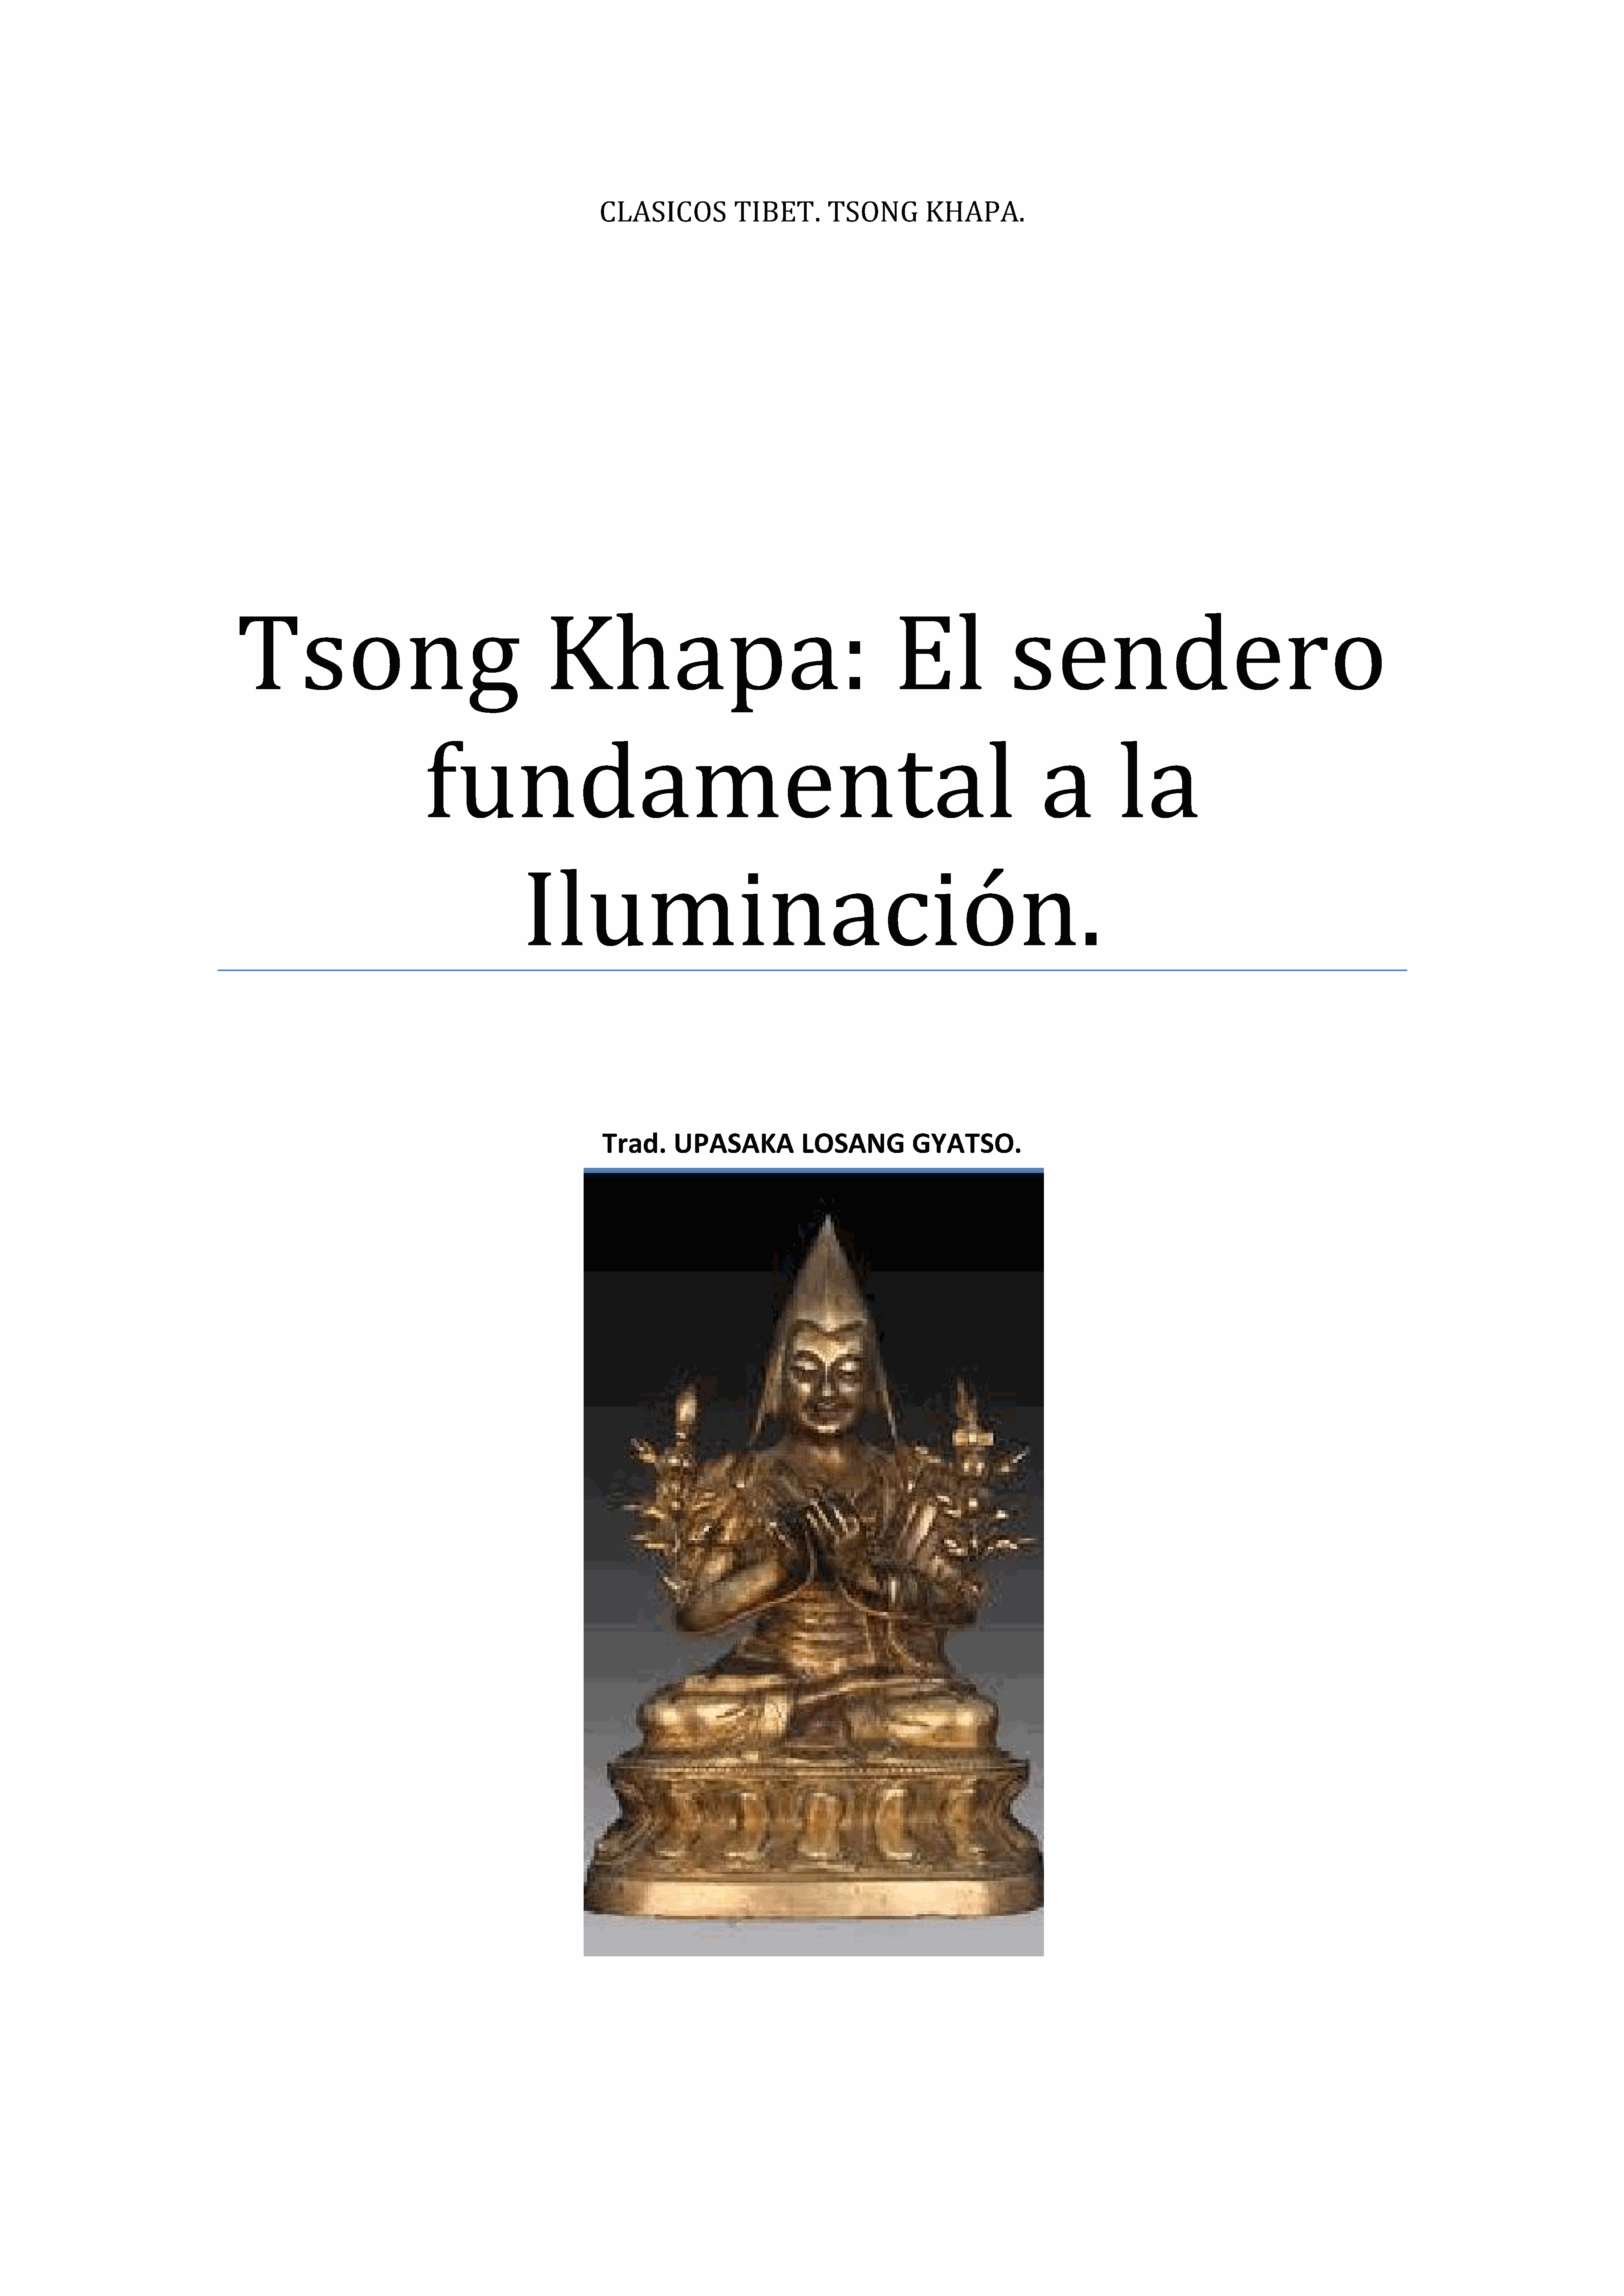 CLASICOS TIBET. TSONG KHAPA.
Tsong Khapa: El sendero
fundamental a la
Iluminación.
Trad. UPASAKA LOSANG GYATSO.